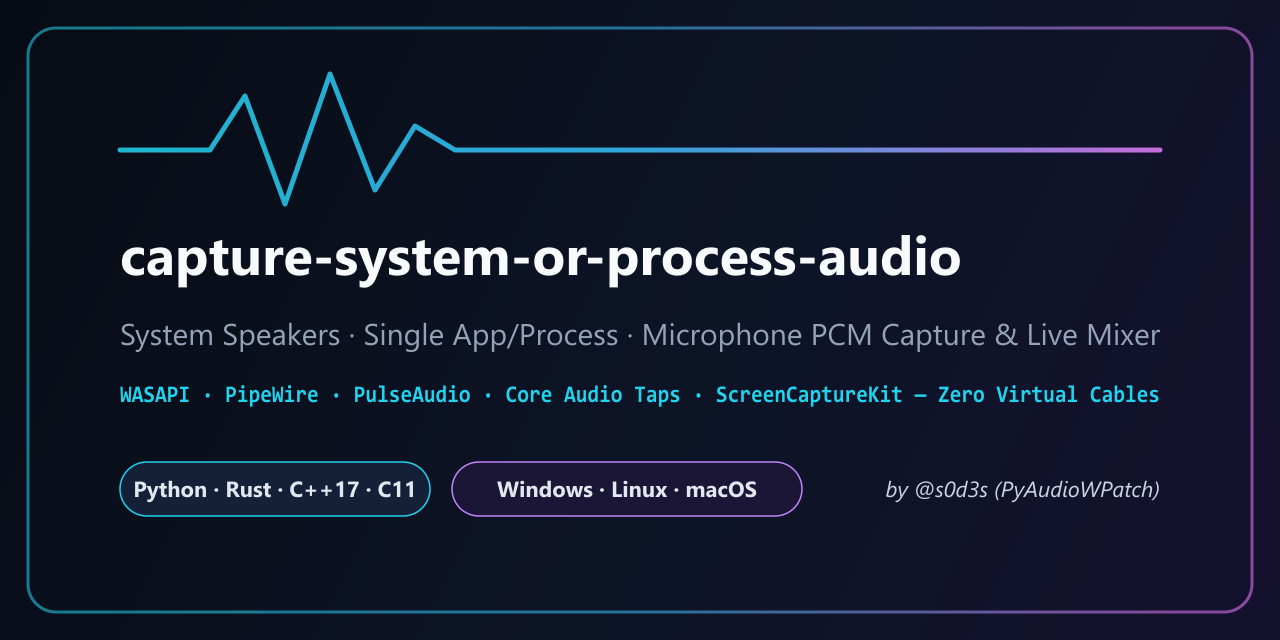 capture-system-or-process-audio
System Speakers · Single App/Process · Microphone PCM Capture & Live Mixer
WASAPI · PipeWire · PulseAudio · Core Audio Taps · ScreenCaptureKit — Zero Virtual Cables
Python · Rust · C++17 · C11
Windows · Linux · macOS
by @s0d3s (PyAudioWPatch)